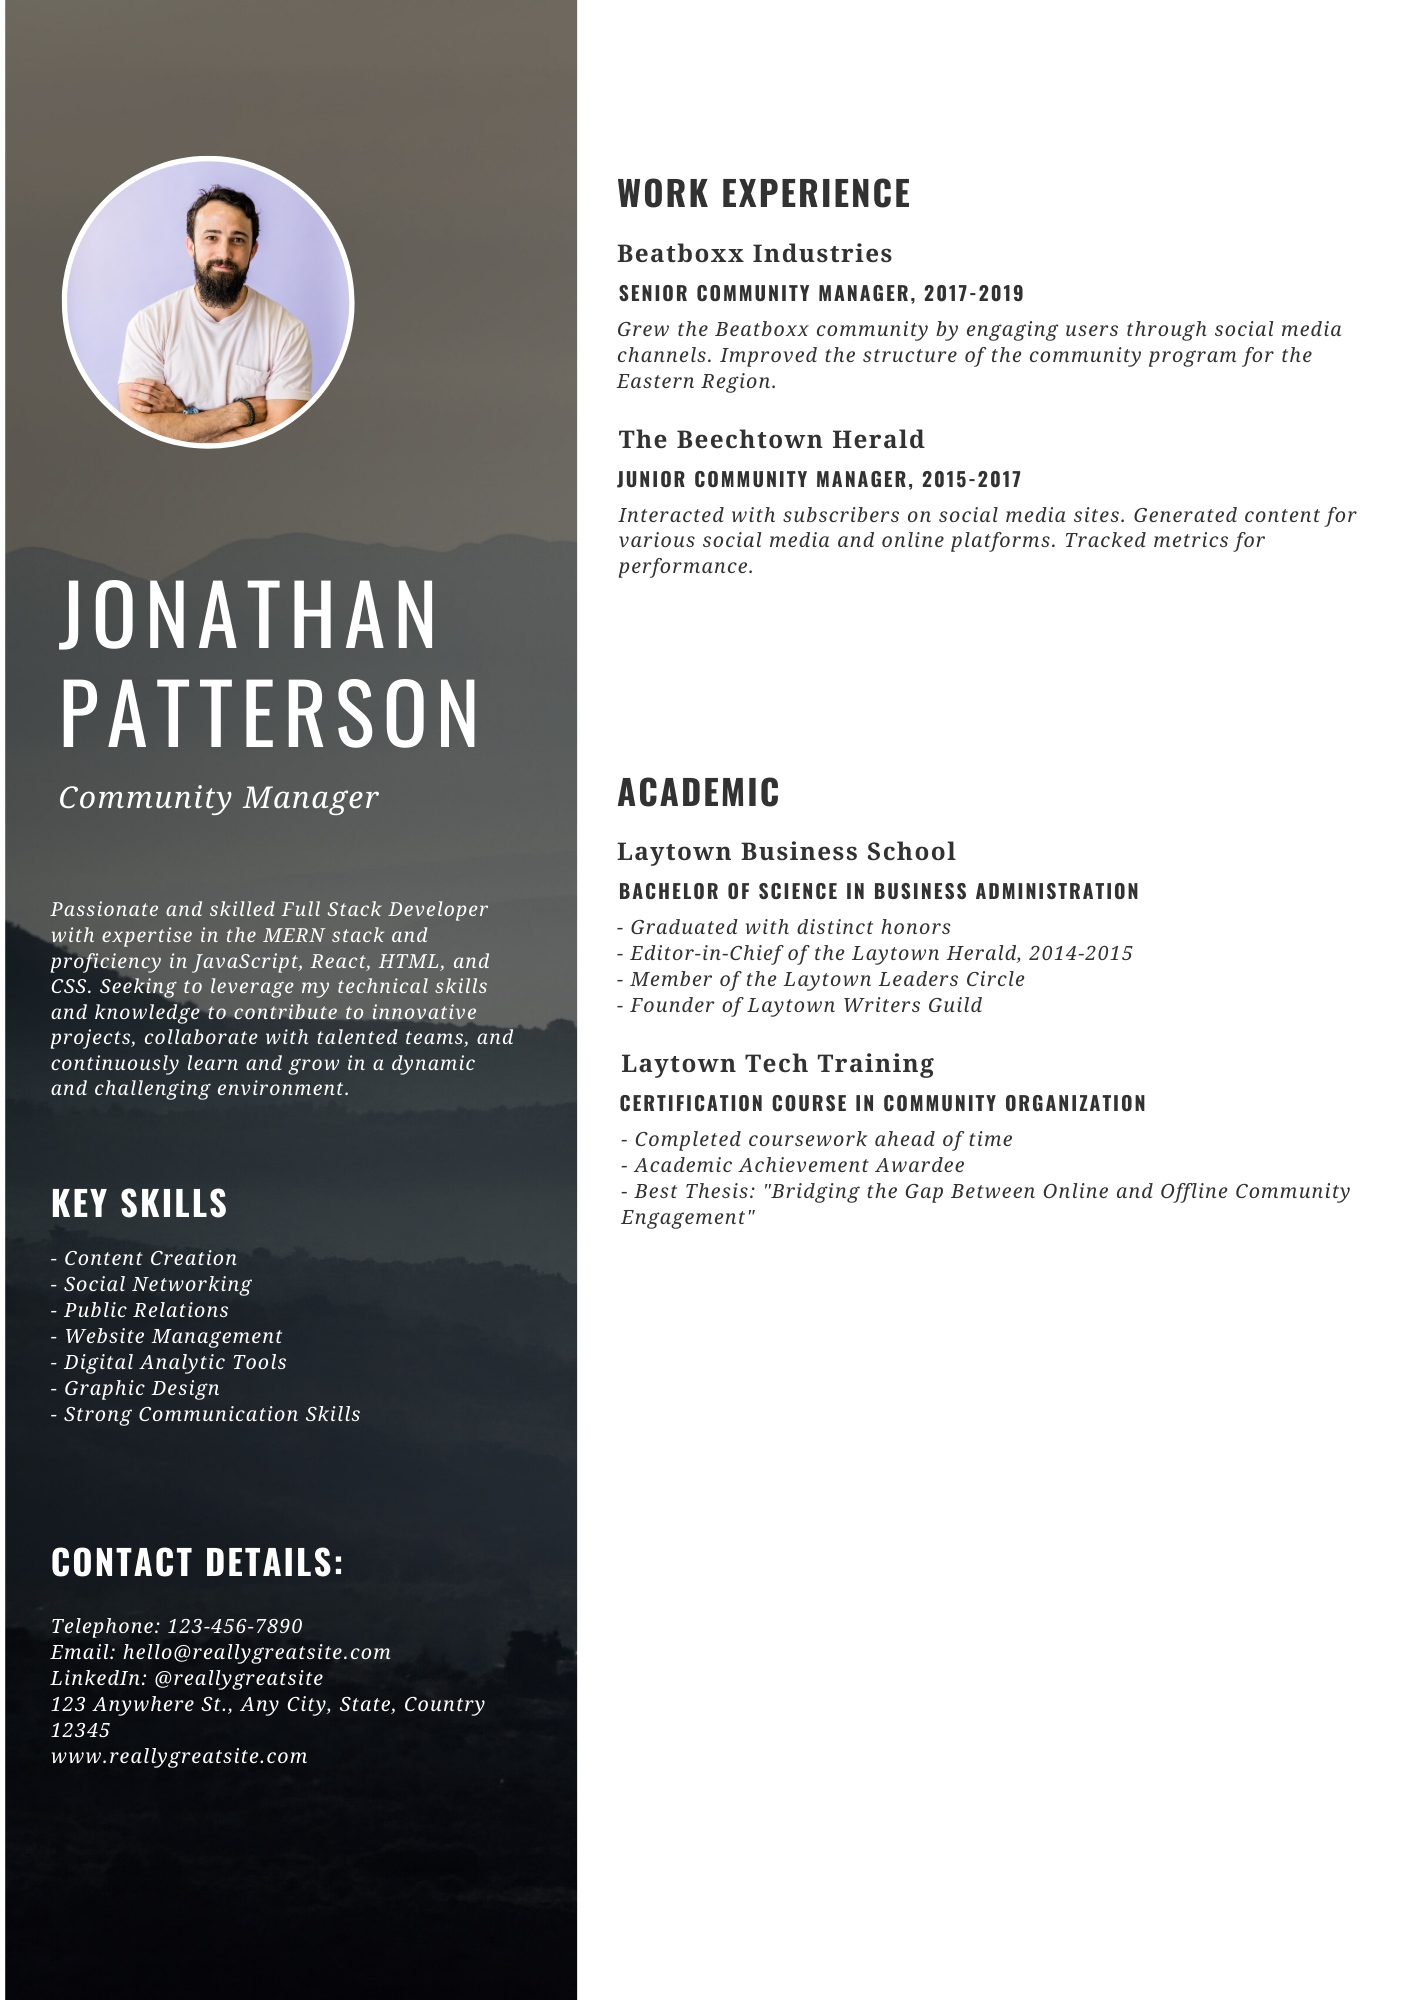 JONATHAN
PATTERSON
Community Manager
Passionate and skilled Full Stack Developer
with expertise in the MERN stack and
proficiency in JavaScript, React, HTML, and
CSS. Seeking to leverage my technical skills
and knowledge to contribute to innovative
projects, collaborate with talented teams, and
continuously learn and grow in a dynamic
and challenging environment.
KEY SKILLS
- Content Creation
- Social Networking
- Public Relations
- Website Management
- Digital Analytic Tools
- Graphic Design
- Strong Communication Skills
CONTACT DETAILS:
Telephone: 123-456-7890
Email: hello@reallygreatsite.com
LinkedIn: @reallygreatsite
123 Anywhere St., Any City, State, Country
12345
www.reallygreatsite.com
WORK EXPERIENCE
Beatboxx Industries
SENIOR COMMUNITY MANAGER, 2017-2019
Grew the Beatboxx community by engaging users through social media
channels. Improved the structure of the community program for the
Eastern Region.
The Beechtown Herald
JUNIOR COMMUNITY MANAGER, 2015-2017
Interacted with subscribers on social media sites. Generated content for
various social media and online platforms. Tracked metrics for
performance.
ACADEMIC
Laytown Business School
BACHELOR OF SCIENCE IN BUSINESS ADMINISTRATION
- Graduated with distinct honors
- Editor-in-Chief of the Laytown Herald, 2014-2015
- Member of the Laytown Leaders Circle
- Founder of Laytown Writers Guild
Laytown Tech Training
CERTIFICATION COURSE IN COMMUNITY ORGANIZATION
- Completed coursework ahead of time
- Academic Achievement Awardee
- Best Thesis: "Bridging the Gap Between Online and Offline Community
Engagement"